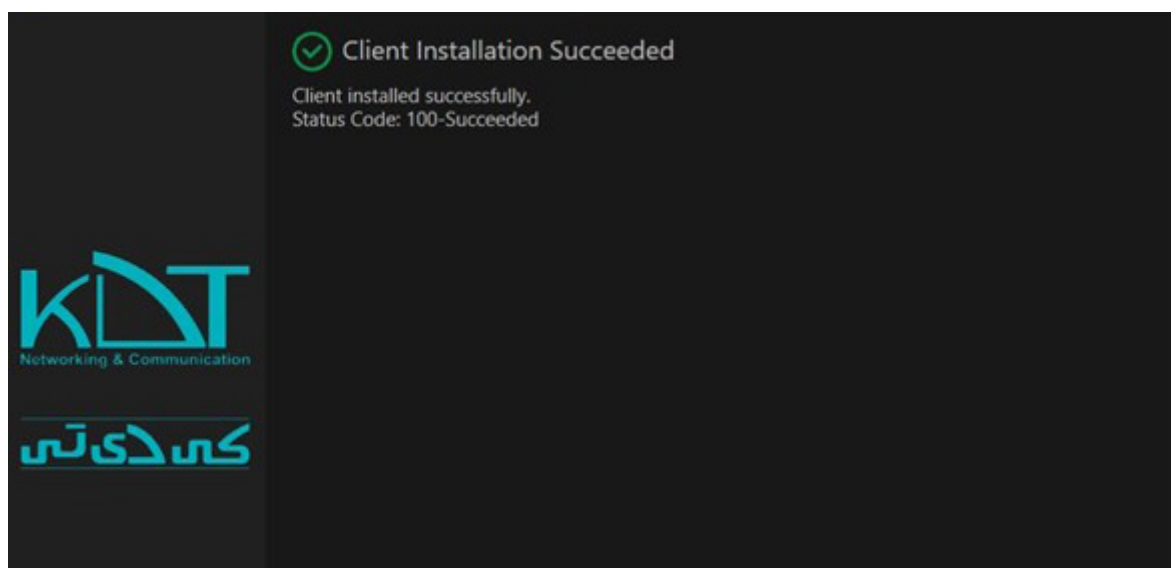 Client Installation Succeeded
Client installed successfully.
Status Code: 100-Succeeded
KDT
Networking & Communication
کی دی تی